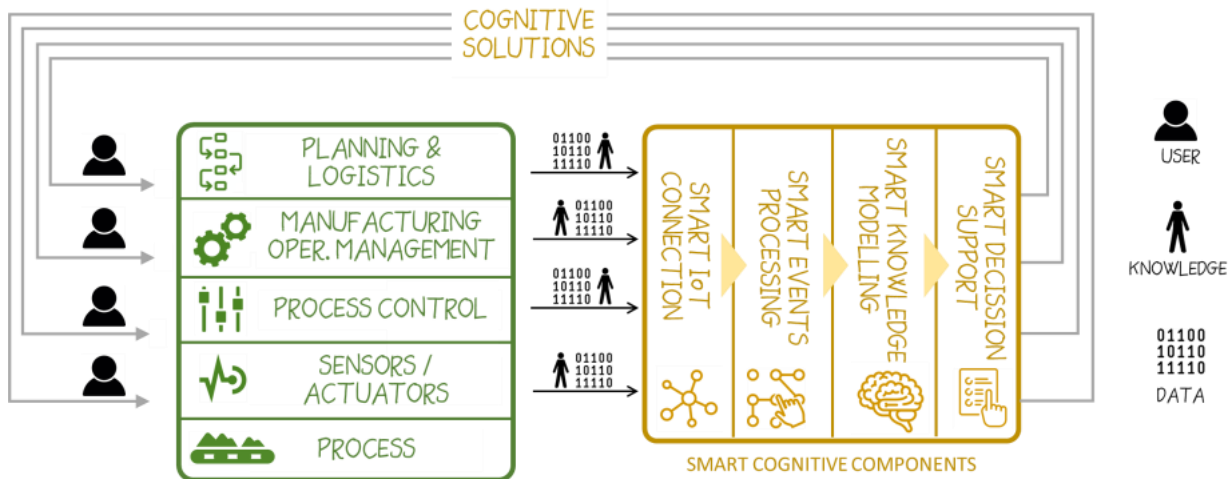 COGNITIVE
SOLUTIONS
PLANNING &
LOGISTICS
MANUFACTURING
OPER. MANAGEMENT
PROCESS CONTROL
SENSORS /
ACTUATORS
PROCESS
01100
10110
11110
01100
10110
11110
01100
10110
11110
01100
10110
11110
SMART IoT
CONNECTION
SMART EVENTS
PROCESSING
SMART KNOWLEDGE
MODELLING
SMART DECISSION
SUPPORT
SMART COGNITIVE COMPONENTS
USER
KNOWLEDGE
01100
10110
11110
DATA